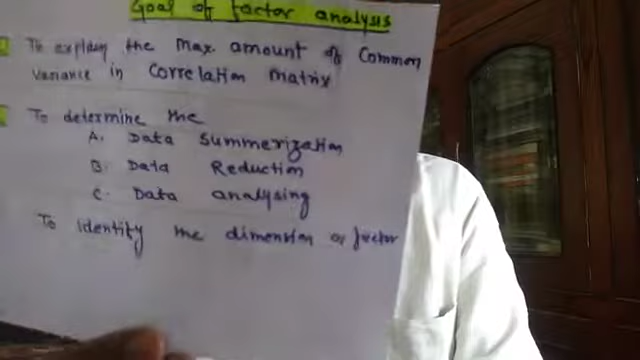 Goal of factor analysis
To explain the max amount of Common
Variance in Correlation Matrix
To determine the
A. Data Summerization
B. Data Reduction
C. Data analysing
To identity the dimension or factor